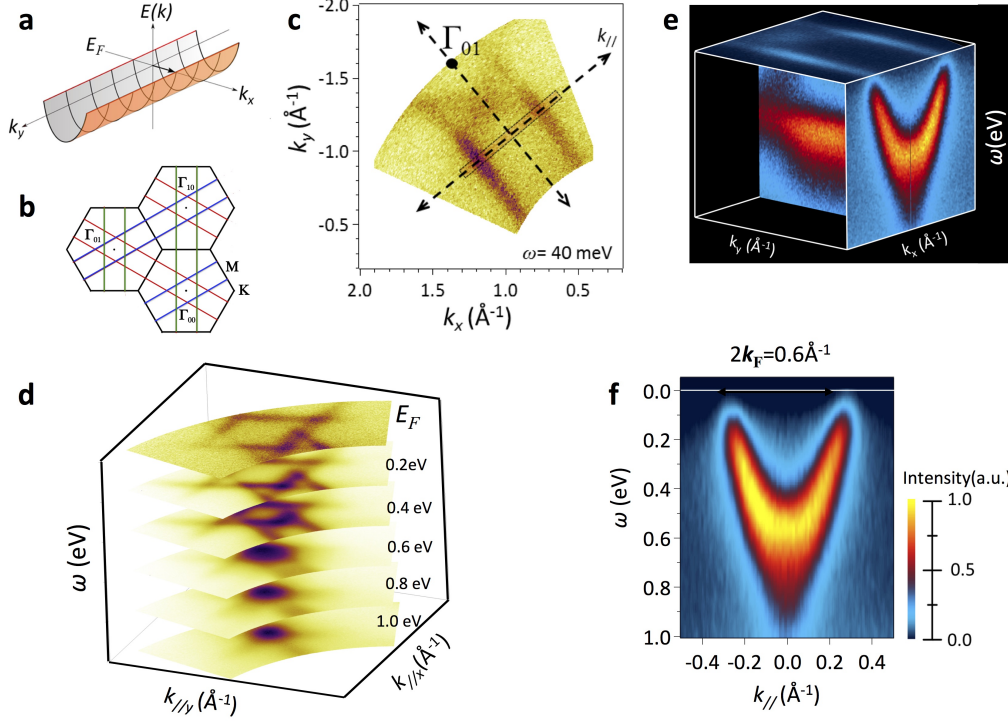 a
E(k)
E_F
k_x
k_y
b
Γ10
Γ01
M
K
Γ00
c
Γ01
k//
-2.0
-1.5
-1.0
-0.5
k_y (Å⁻¹)
ω= 40 meV
2.0
1.5
1.0
0.5
k_x (Å⁻¹)
d
E_F
0.2eV
0.4 eV
0.6 eV
0.8 eV
1.0 eV
ω (eV)
k//y (Å⁻¹)
k//x(Å⁻¹)
e
ω(eV)
k_y (Å⁻¹)
k_x (Å⁻¹)
2k_F=0.6Å⁻¹
f
0.0
0.2
0.4
0.6
0.8
1.0
ω (eV)
-0.4
-0.2
0.0
0.2
0.4
k// (Å⁻¹)
Intensity(a.u.)
1.0
0.5
0.0